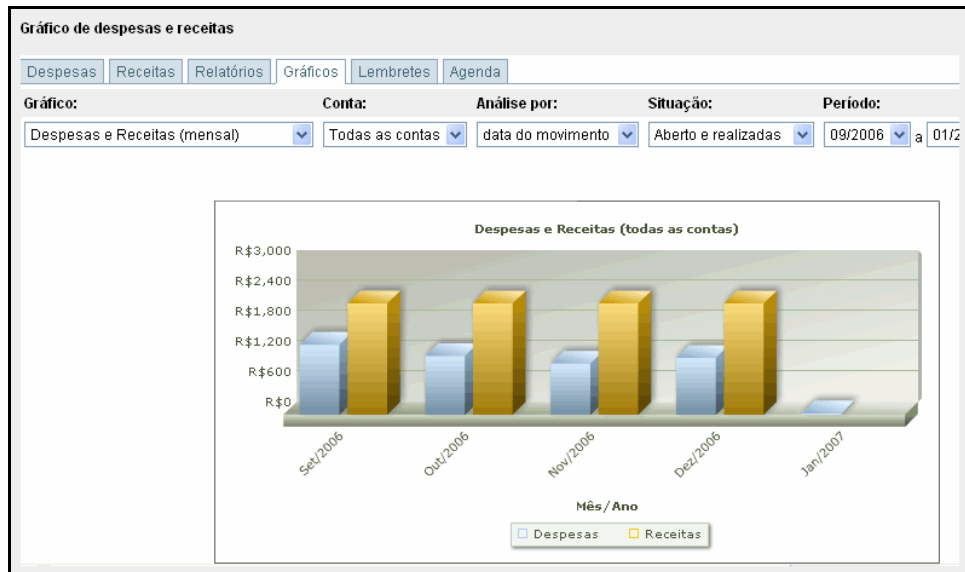 Gráfico de despesas e receitas
Despesas Receitas Relatórios Gráficos Lembretes Agenda
Gráfico: Conta: Análise por: Situação: Período:
Despesas e Receitas (mensal) Todas as contas data do movimento Aberto e realizadas 09/2006 a 01/2
Despesas e Receitas (todas as contas)
R$3,000
R$2,400
R$1,800
R$1,200
R$600
R$0
Set/2006 Out/2006 Nov/2006 Dez/2006 Jan/2007
Mês/Ano
Despesas Receitas